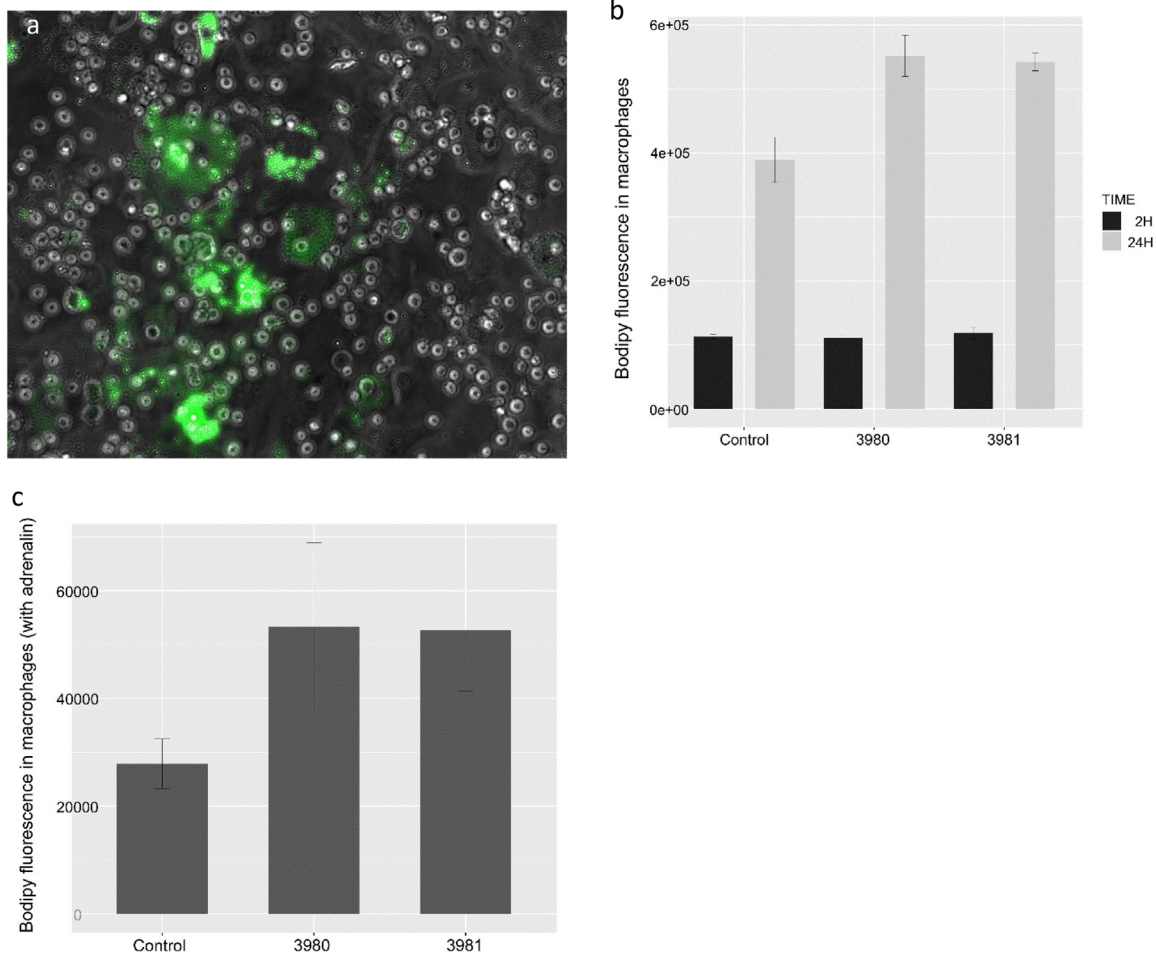 a
b
Bodipy fluorescence in macrophages
6e+05
4e+05
2e+05
0e+00
Control
3980
3981
TIME
2H
24H
c
Bodipy fluorescence in macrophages (with adrenalin)
60000
40000
20000
0
Control
3980
3981